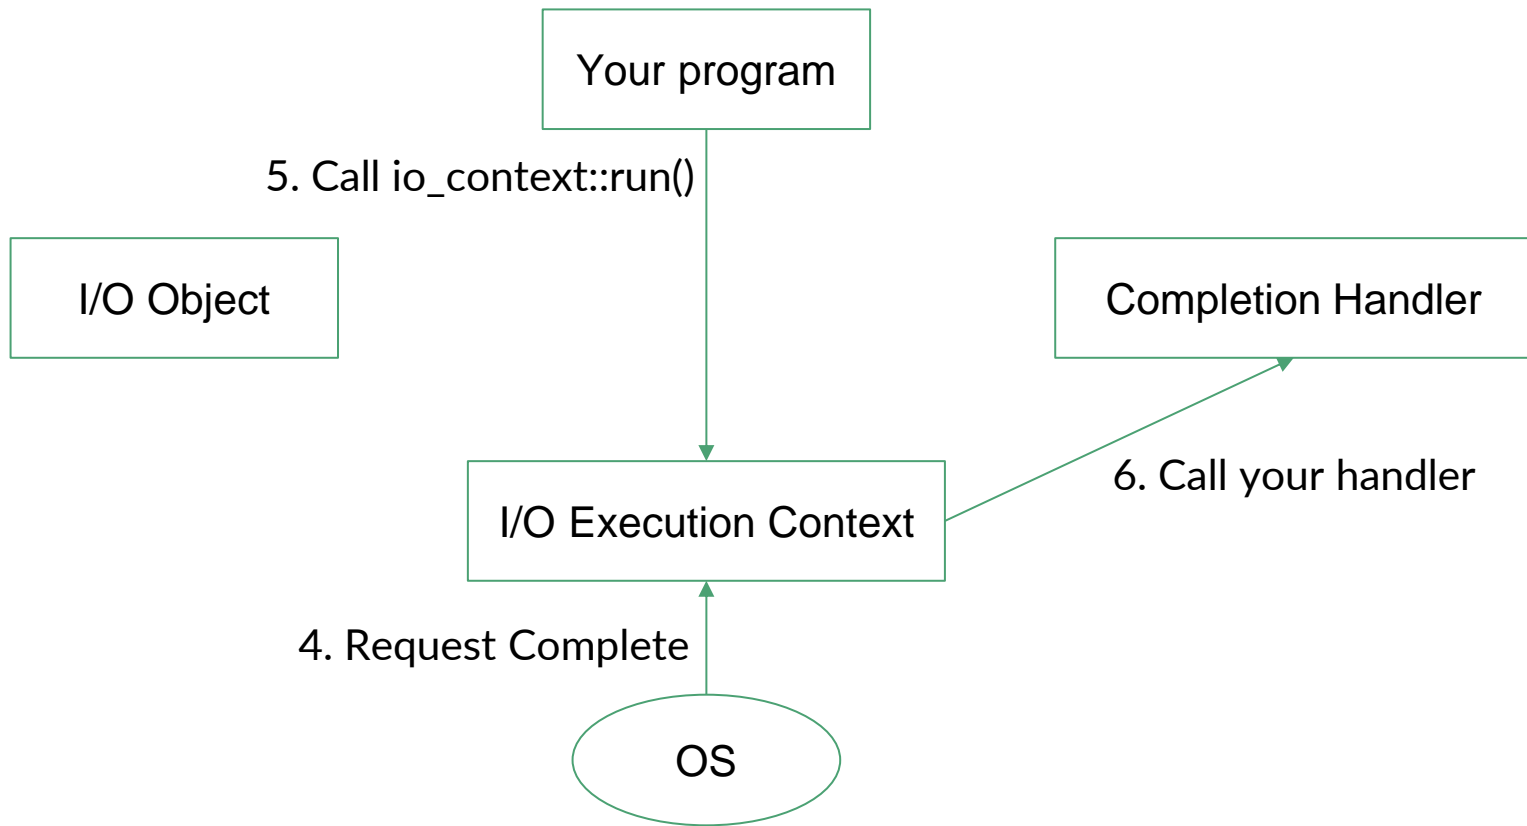 Your program
5. Call io_context::run()
I/O Object
Completion Handler
6. Call your handler
I/O Execution Context
4. Request Complete
OS